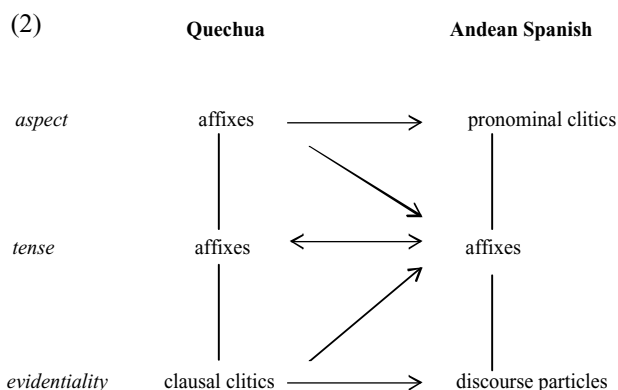 (2) Quechua Andean Spanish
aspect affixes pronominal clitics
tense affixes affixes
evidentiality clausal clitics discourse particles